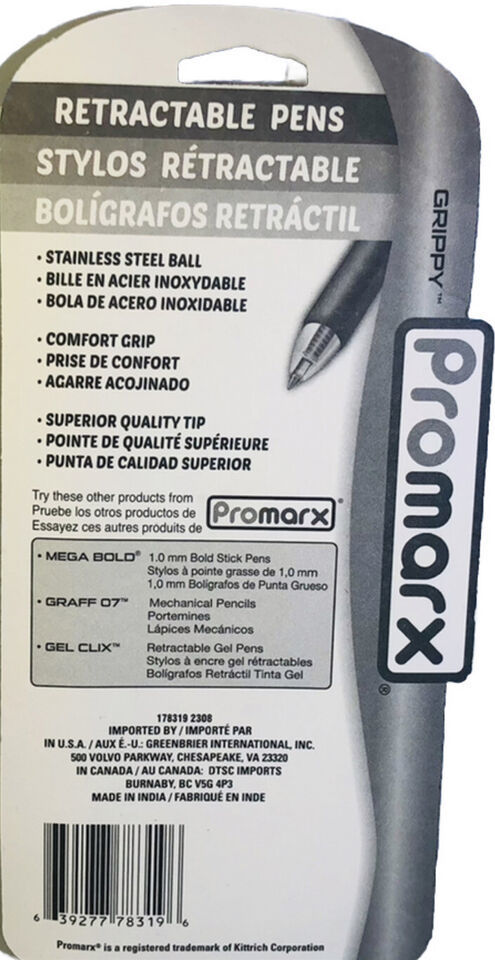 RETRACTABLE PENS
STYLOS RÉTRACTABLE
BOLÍGRAFOS RETRÁCTIL
• STAINLESS STEEL BALL
• BILLE EN ACIER INOXYDABLE
• BOLA DE ACERO INOXIDABLE
• COMFORT GRIP
• PRISE DE CONFORT
• AGARRE ACOJINADO
• SUPERIOR QUALITY TIP
• POINTE DE QUALITÉ SUPÉRIEURE
• PUNTA DE CALIDAD SUPERIOR
GRIPPY™
Promarx®
Try these other products from
Pruebe los otros productos de
Essayez ces autres produits de
Promarx®
• MEGA BOLD® 1.0 mm Bold Stick Pens
Stylos à pointe grasse de 1,0 mm
1,0 mm Bolígrafos de Punta Grueso
• GRAFF 07™ Mechanical Pencils
Portemines
Lápices Mecánicos
• GEL CLIX™ Retractable Gel Pens
Stylos à encre gel rétractables
Bolígrafos Retráctil Tinta Gel
178319 2308
IMPORTED BY / IMPORTÉ PAR
IN U.S.A. / AUX É.-U.: GREENBRIER INTERNATIONAL, INC.
500 VOLVO PARKWAY, CHESAPEAKE, VA 23320
IN CANADA / AU CANADA: DTSC IMPORTS
BURNABY, BC V5G 4P3
MADE IN INDIA / FABRIQUÉ EN INDE
6 39277 78319 6
Promarx® is a registered trademark of Kittrich Corporation